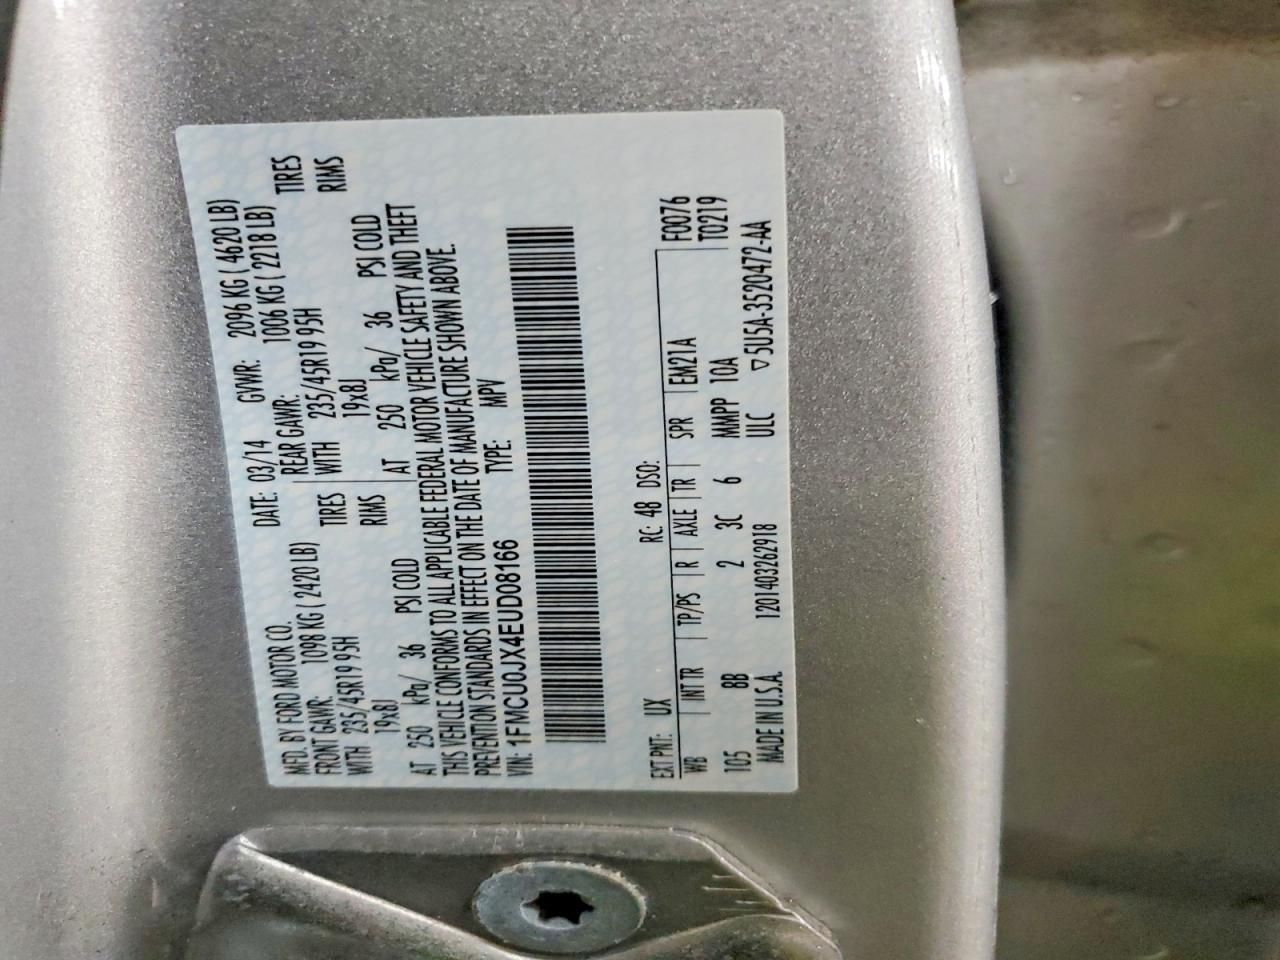 MFD. BY FORD MOTOR CO.
DATE: 03/14 GVWR: 2096 KG ( 4620 LB)
FRONT GAWR: 1098 KG ( 2420 LB) REAR GAWR: 1006 KG ( 2218 LB)
WITH 235/45R19 95H TIRES WITH 235/45R19 95H TIRES
19x8J RIMS 19x8J RIMS
AT 250 kPa/ 36 PSI COLD AT 250 kPa/ 36 PSI COLD
THIS VEHICLE CONFORMS TO ALL APPLICABLE FEDERAL MOTOR VEHICLE SAFETY AND THEFT
PREVENTION STANDARDS IN EFFECT ON THE DATE OF MANUFACTURE SHOWN ABOVE.
VIN: 1FMCU0JX4EUD08166 TYPE: MPV
EXT PNT: UX RC: 48 DSO: F0076
WB INT TR TP/PS R AXLE TR SPR EM21A T0219
105 8B 2 3C 6 MMPP 10A
MADE IN U.S.A. 120140326291​8 ULC ▽5U5A-3520472-AA